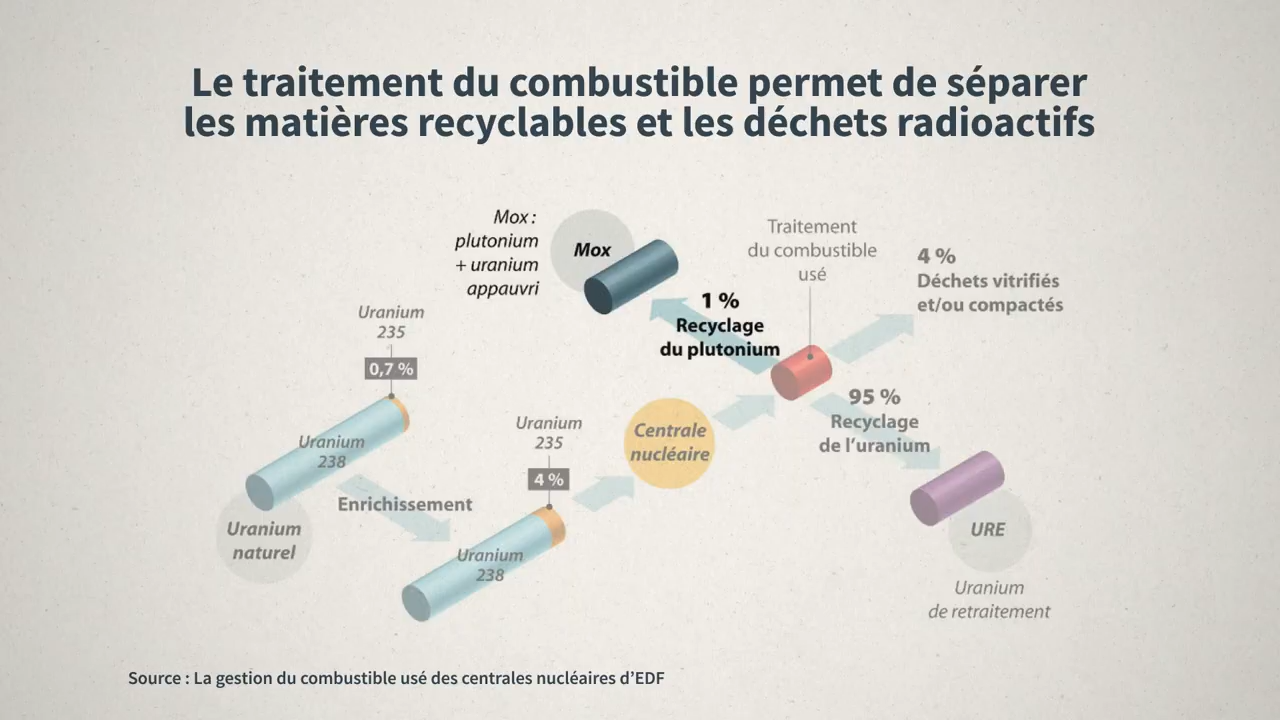 Le traitement du combustible permet de séparer
les matières recyclables et les déchets radioactifs
Mox :
plutonium
+ uranium
appauvri
Mox
Traitement
du combustible
usé
4 %
Déchets vitrifiés
et/ou compactés
1 %
Recyclage
du plutonium
Uranium
235
0,7 %
Uranium
238
Uranium
naturel
Enrichissement
Uranium
235
4 %
Uranium
238
Centrale
nucléaire
95 %
Recyclage
de l’uranium
URE
Uranium
de retraitement
Source : La gestion du combustible usé des centrales nucléaires d’EDF